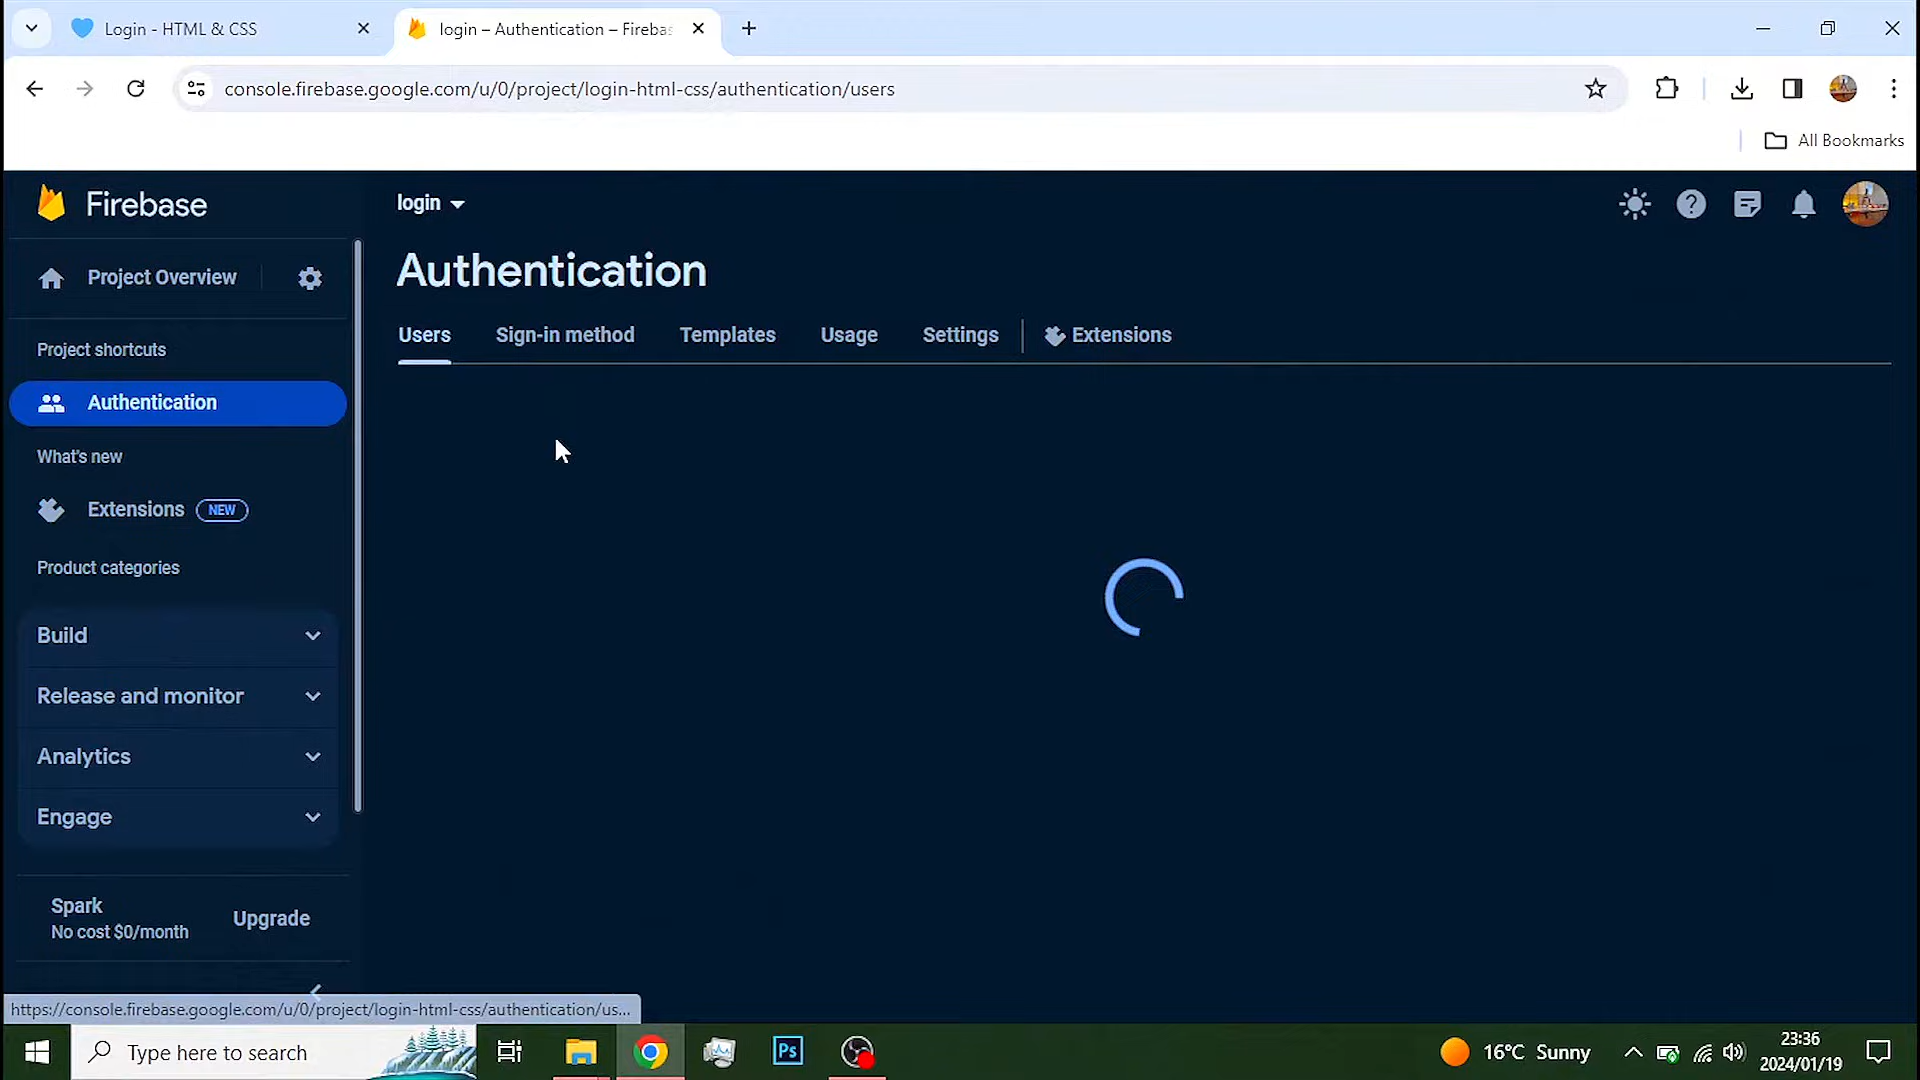 Login - HTML & CSS
login – Authentication – Firebas
console.firebase.google.com/u/0/project/login-html-css/authentication/users
All Bookmarks
Firebase
login
Project Overview
Authentication
Users
Sign-in method
Templates
Usage
Settings
Extensions
Project shortcuts
Authentication
What's new
Extensions
NEW
Product categories
Build
Release and monitor
Analytics
Engage
Spark
No cost $0/month
Upgrade
https://console.firebase.google.com/u/0/project/login-html-css/authentication/us...
Type here to search
Ps
16°C Sunny
23:36
2024/01/19